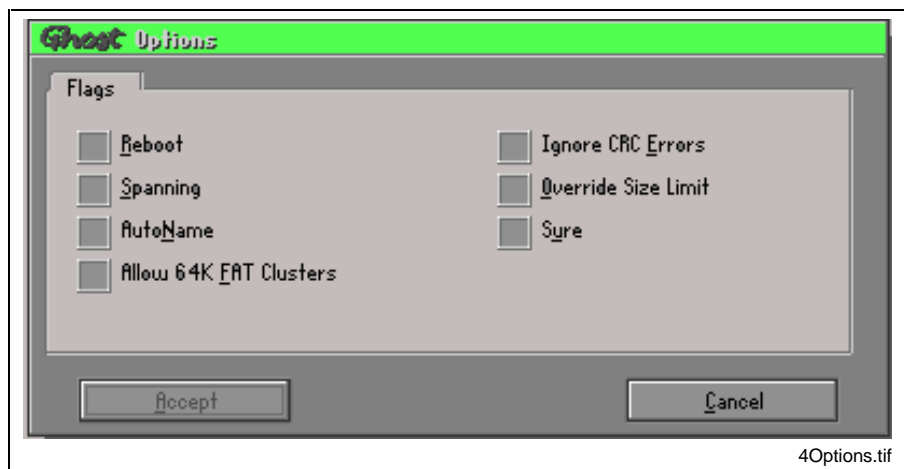 Ghost Options
Flags
Reboot
Spanning
AutoName
Allow 64K FAT Clusters
Ignore CRC Errors
Override Size Limit
Sure
Accept
Cancel
4Options.tif